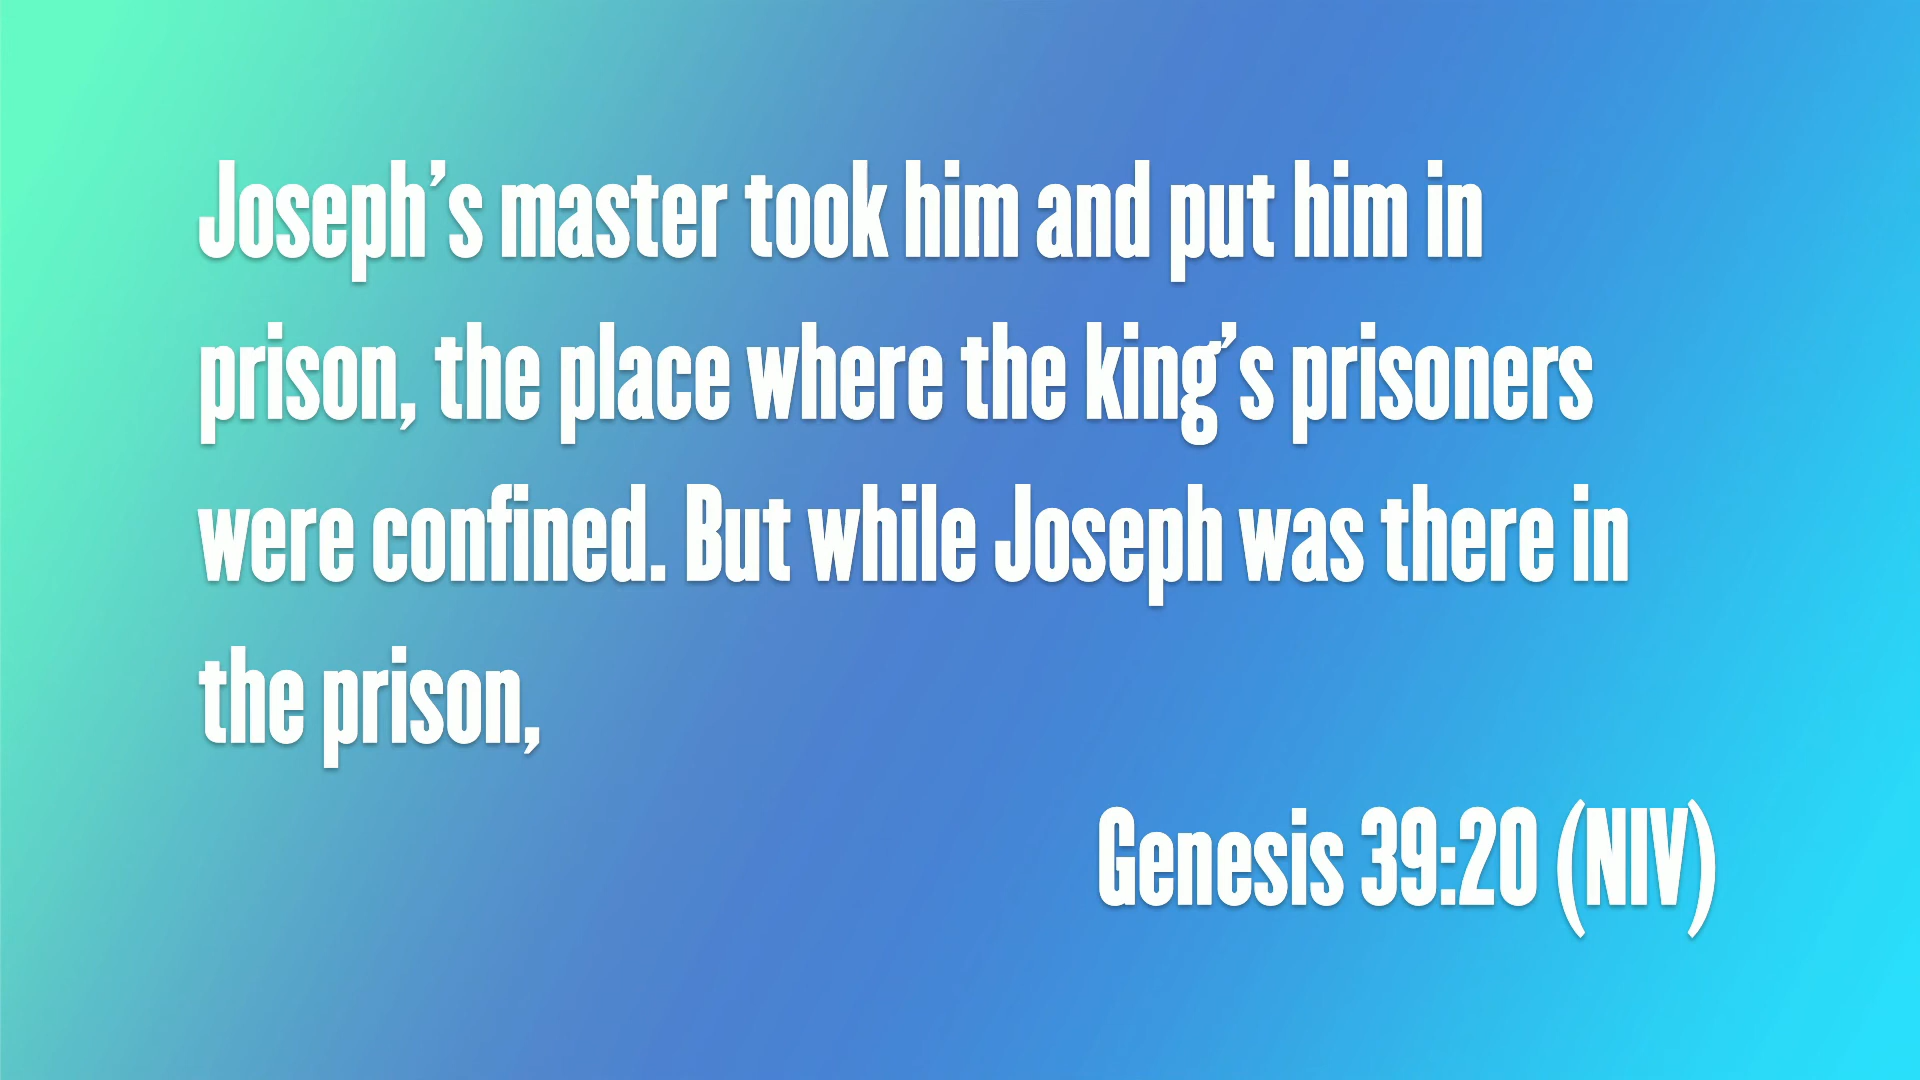 Joseph’s master took him and put him in
prison, the place where the king’s prisoners
were confined. But while Joseph was there in
the prison,
Genesis 39:20 (NIV)